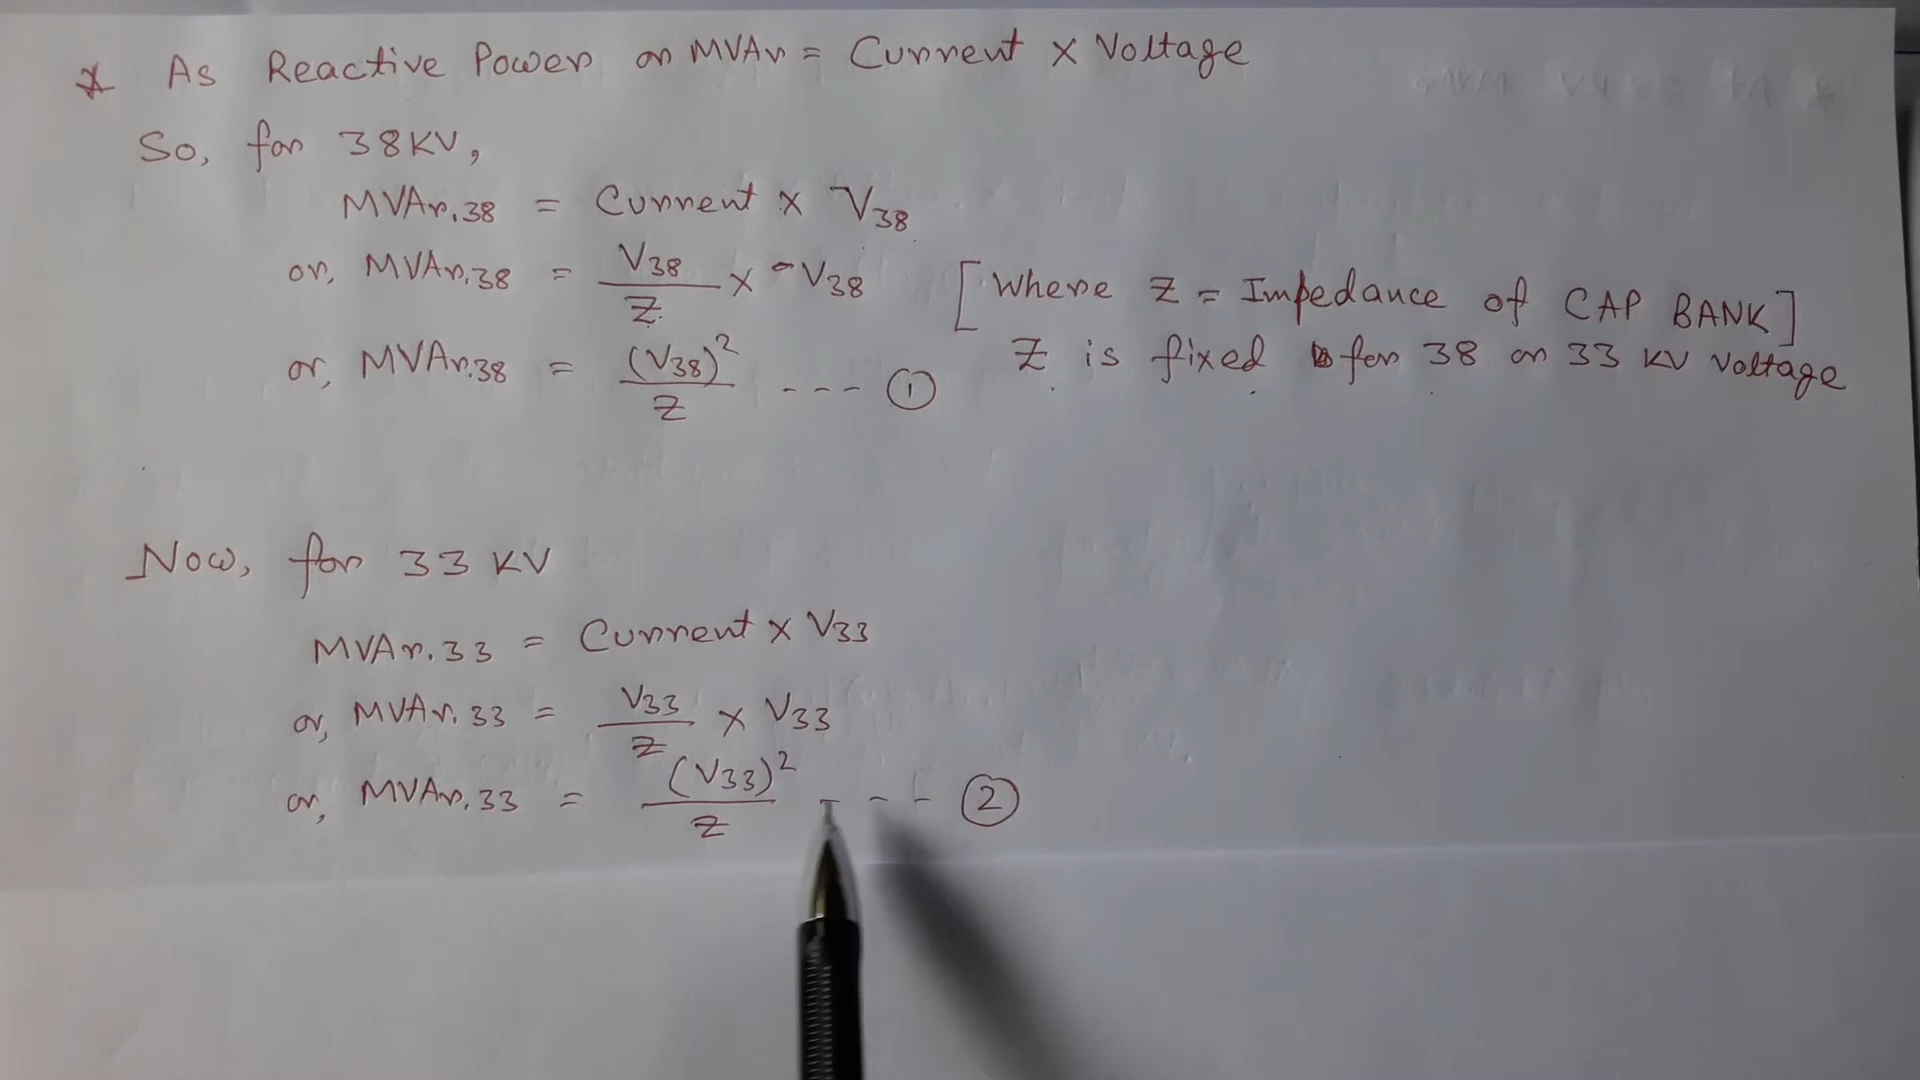 * As Reactive Power or MVAr = Current x Voltage
So, for 38KV,
MVAr.38 = Current x V38
or, MVAr.38 = V38/Z x V38 [Where Z = Impedance of CAP BANK]
Z is fixed for 38 or 33 KV Voltage
or, MVAr.38 = (V38)²/Z --- ①
Now, for 33 KV
MVAr.33 = Current x V33
or, MVAr.33 = V33/Z x V33
or, MVAr.33 = (V33)²/Z --- ②